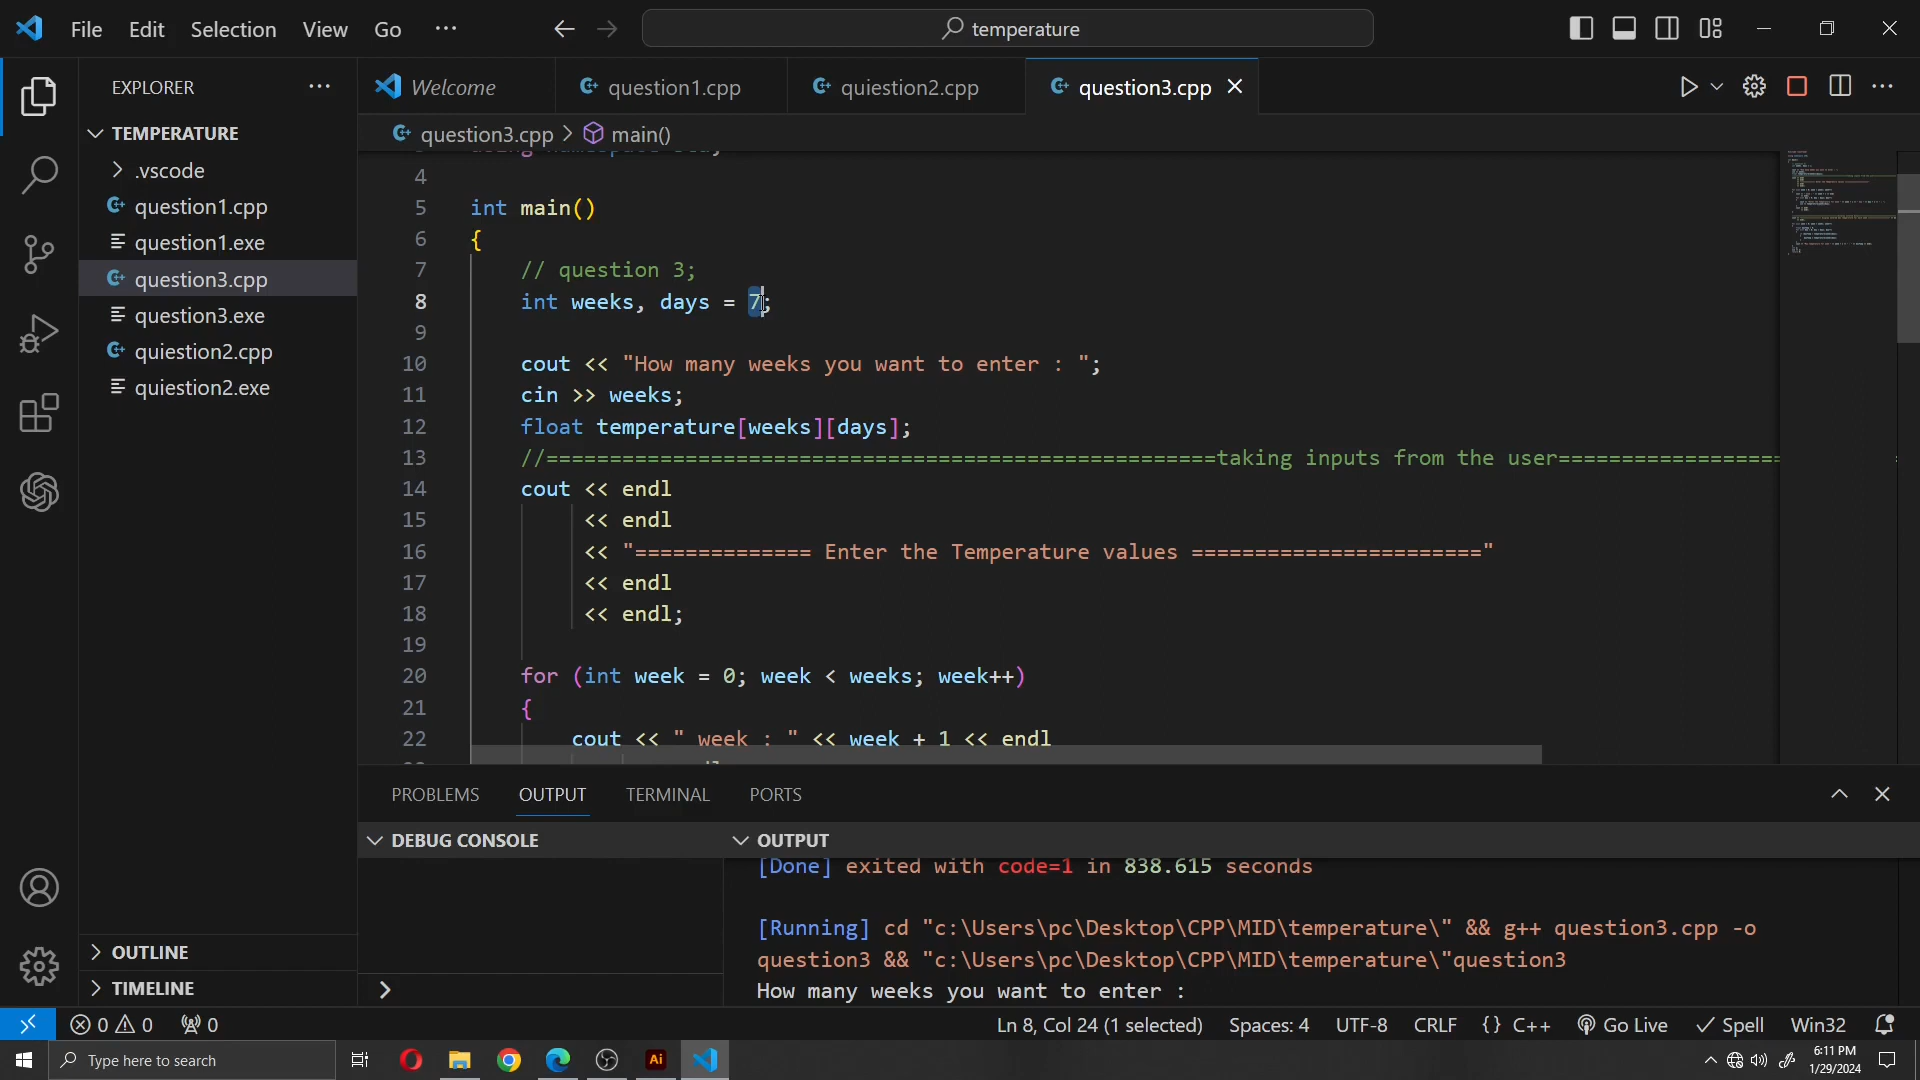 File Edit Selection View Go ···
temperature
EXPLORER ···
Welcome question1.cpp quiestion2.cpp question3.cpp
TEMPERATURE
.vscode
question1.cpp
question1.exe
question3.cpp
question3.exe
quiestion2.cpp
quiestion2.exe
OUTLINE
TIMELINE
question3.cpp > main()
4
5 int main()
6 {
7 // question 3;
8 int weeks, days = 7;
9
10 cout << "How many weeks you want to enter : ";
11 cin >> weeks;
12 float temperature[weeks][days];
13 //=====================================================taking inputs from the user==================
14 cout << endl
15 << endl
16 << "============== Enter the Temperature values ======================="
17 << endl
18 << endl;
19
20 for (int week = 0; week < weeks; week++)
21 {
22 cout << " week : " << week + 1 << endl
PROBLEMS OUTPUT TERMINAL PORTS
DEBUG CONSOLE
OUTPUT
[Done] exited with code=1 in 838.615 seconds
[Running] cd "c:\Users\pc\Desktop\CPP\MID\temperature\" && g++ question3.cpp -o
question3 && "c:\Users\pc\Desktop\CPP\MID\temperature\"question3
How many weeks you want to enter :
0 0 0 Ln 8, Col 24 (1 selected) Spaces: 4 UTF-8 CRLF {} C++ Go Live Spell Win32
Type here to search
Ai
6:11 PM
1/29/2024